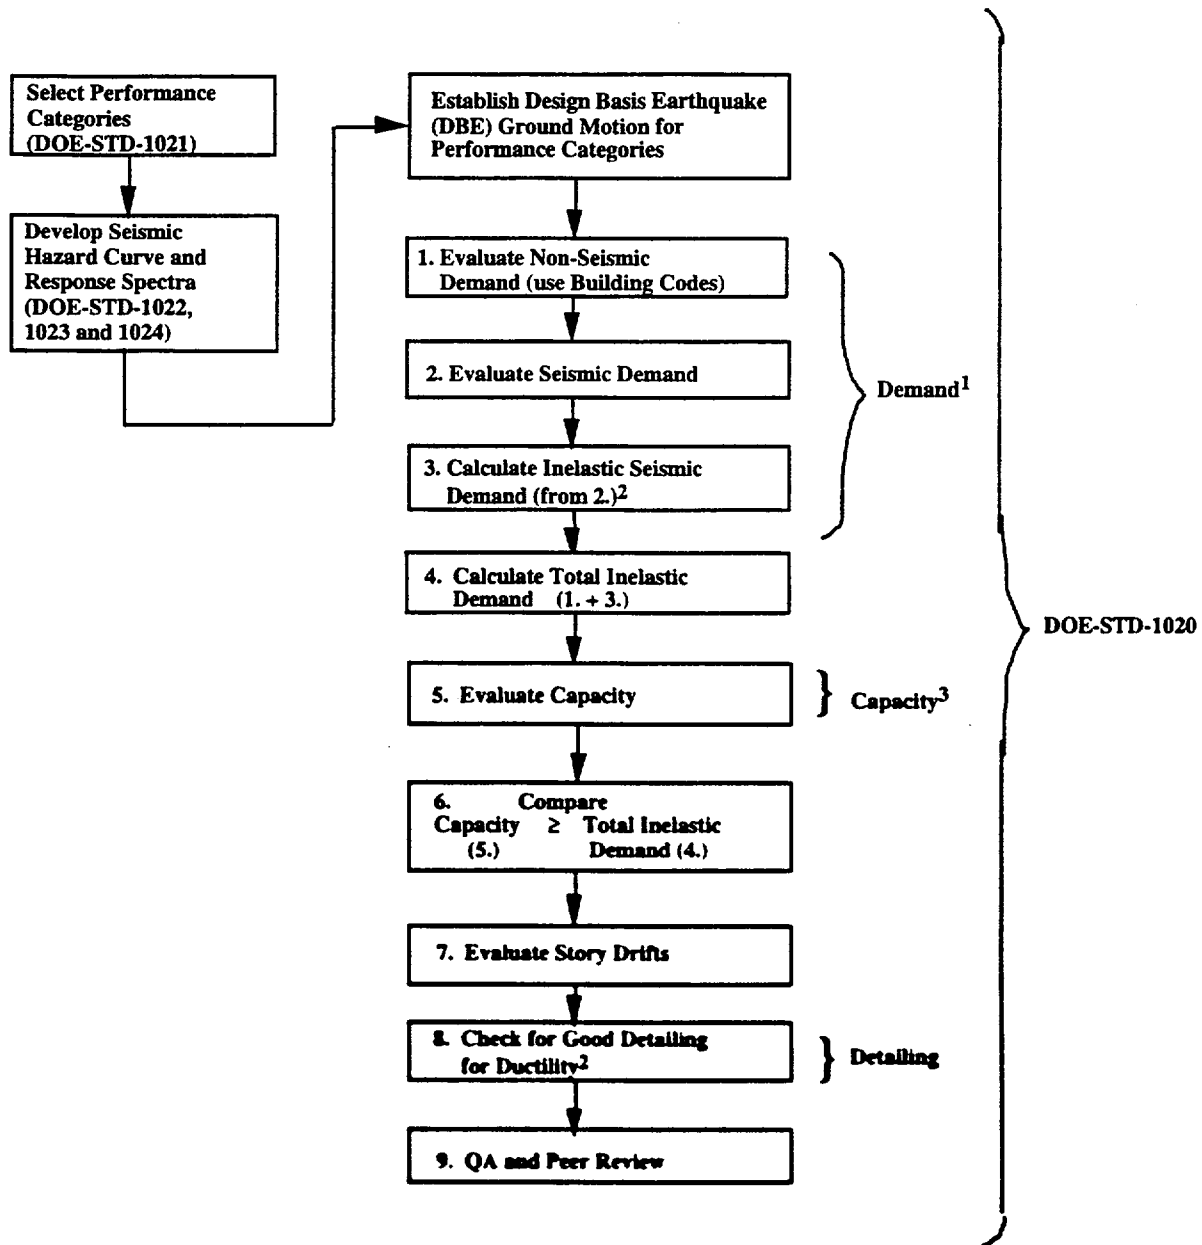 Select Performance
Categories
(DOE-STD-1021)
Develop Seismic
Hazard Curve and
Response Spectra
(DOE-STD-1022,
1023 and 1024)
Establish Design Basis Earthquake
(DBE) Ground Motion for
Performance Categories
1. Evaluate Non-Seismic
Demand (use Building Codes)
2. Evaluate Seismic Demand
3. Calculate Inelastic Seismic
Demand (from 2.)2
Demand1
4. Calculate Total Inelastic
Demand (1. + 3.)
DOE-STD-1020
5. Evaluate Capacity
Capacity3
6. Compare
Capacity ≥ Total Inelastic
(5.) Demand (4.)
7. Evaluate Story Drifts
8. Check for Good Detailing
for Ductility2
Detailing
9. QA and Peer Review